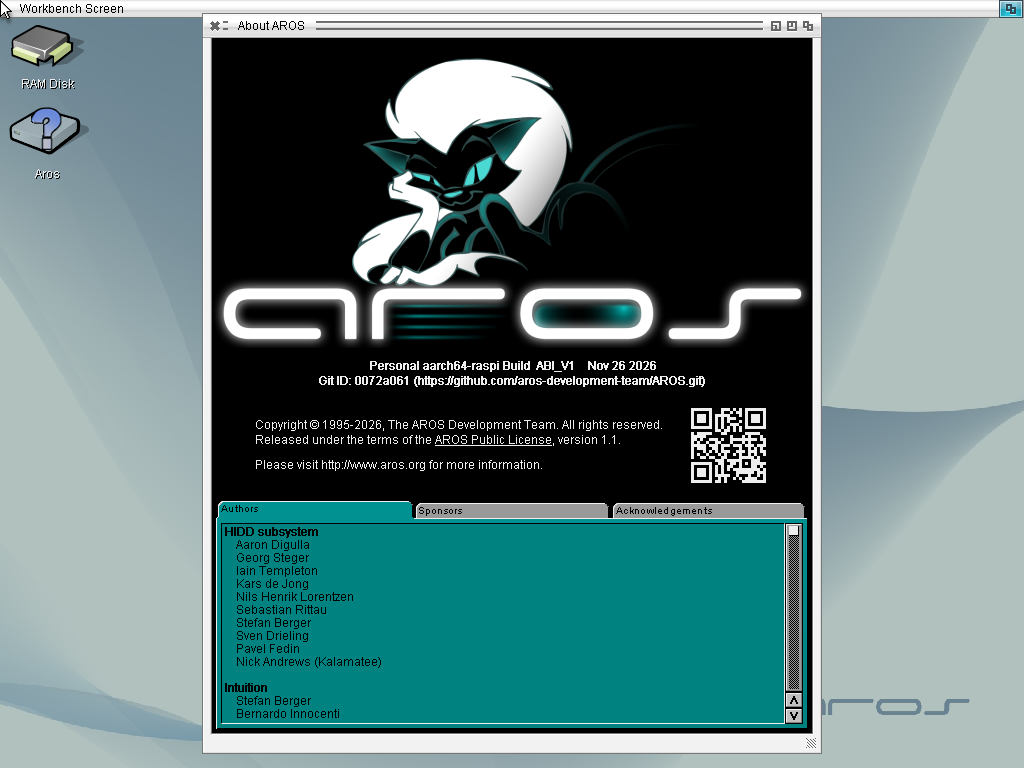 Workbench Screen
About AROS
RAM Disk
Aros
aros
Personal aarch64-raspi Build ABI_V1 Nov 26 2026
Git ID: 0072a061 (https://github.com/aros-development-team/AROS.git)
Copyright © 1995-2026, The AROS Development Team. All rights reserved.
Released under the terms of the AROS Public License, version 1.1.
Please visit http://www.aros.org for more information.
Authors
Sponsors
Acknowledgements
HIDD subsystem
Aaron Digulla
Georg Steger
Iain Templeton
Kars de Jong
Nils Henrik Lorentzen
Sebastian Rittau
Stefan Berger
Sven Drieling
Pavel Fedin
Nick Andrews (Kalamatee)
Intuition
Stefan Berger
Bernardo Innocenti
aros